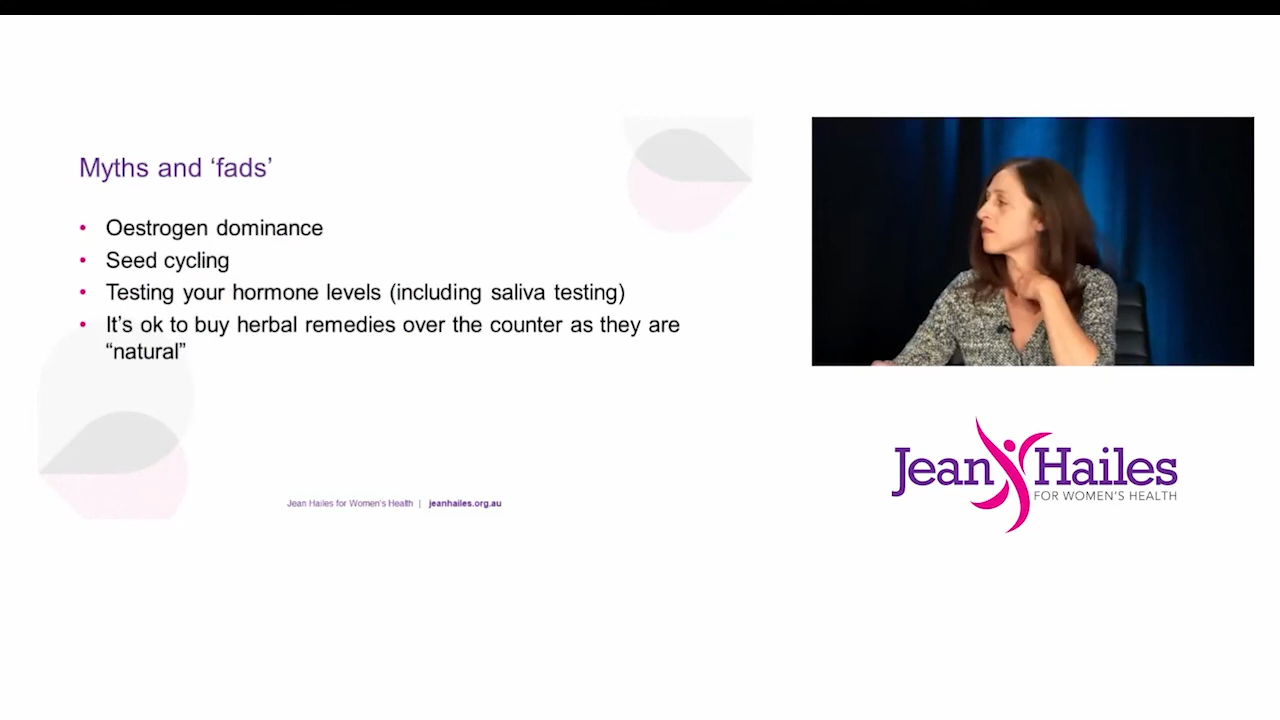 Myths and ‘fads’
• Oestrogen dominance
• Seed cycling
• Testing your hormone levels (including saliva testing)
• It’s ok to buy herbal remedies over the counter as they are
“natural”
Jean Hailes for Women's Health | jeanhailes.org.au
Jean Hailes
FOR WOMEN'S HEALTH